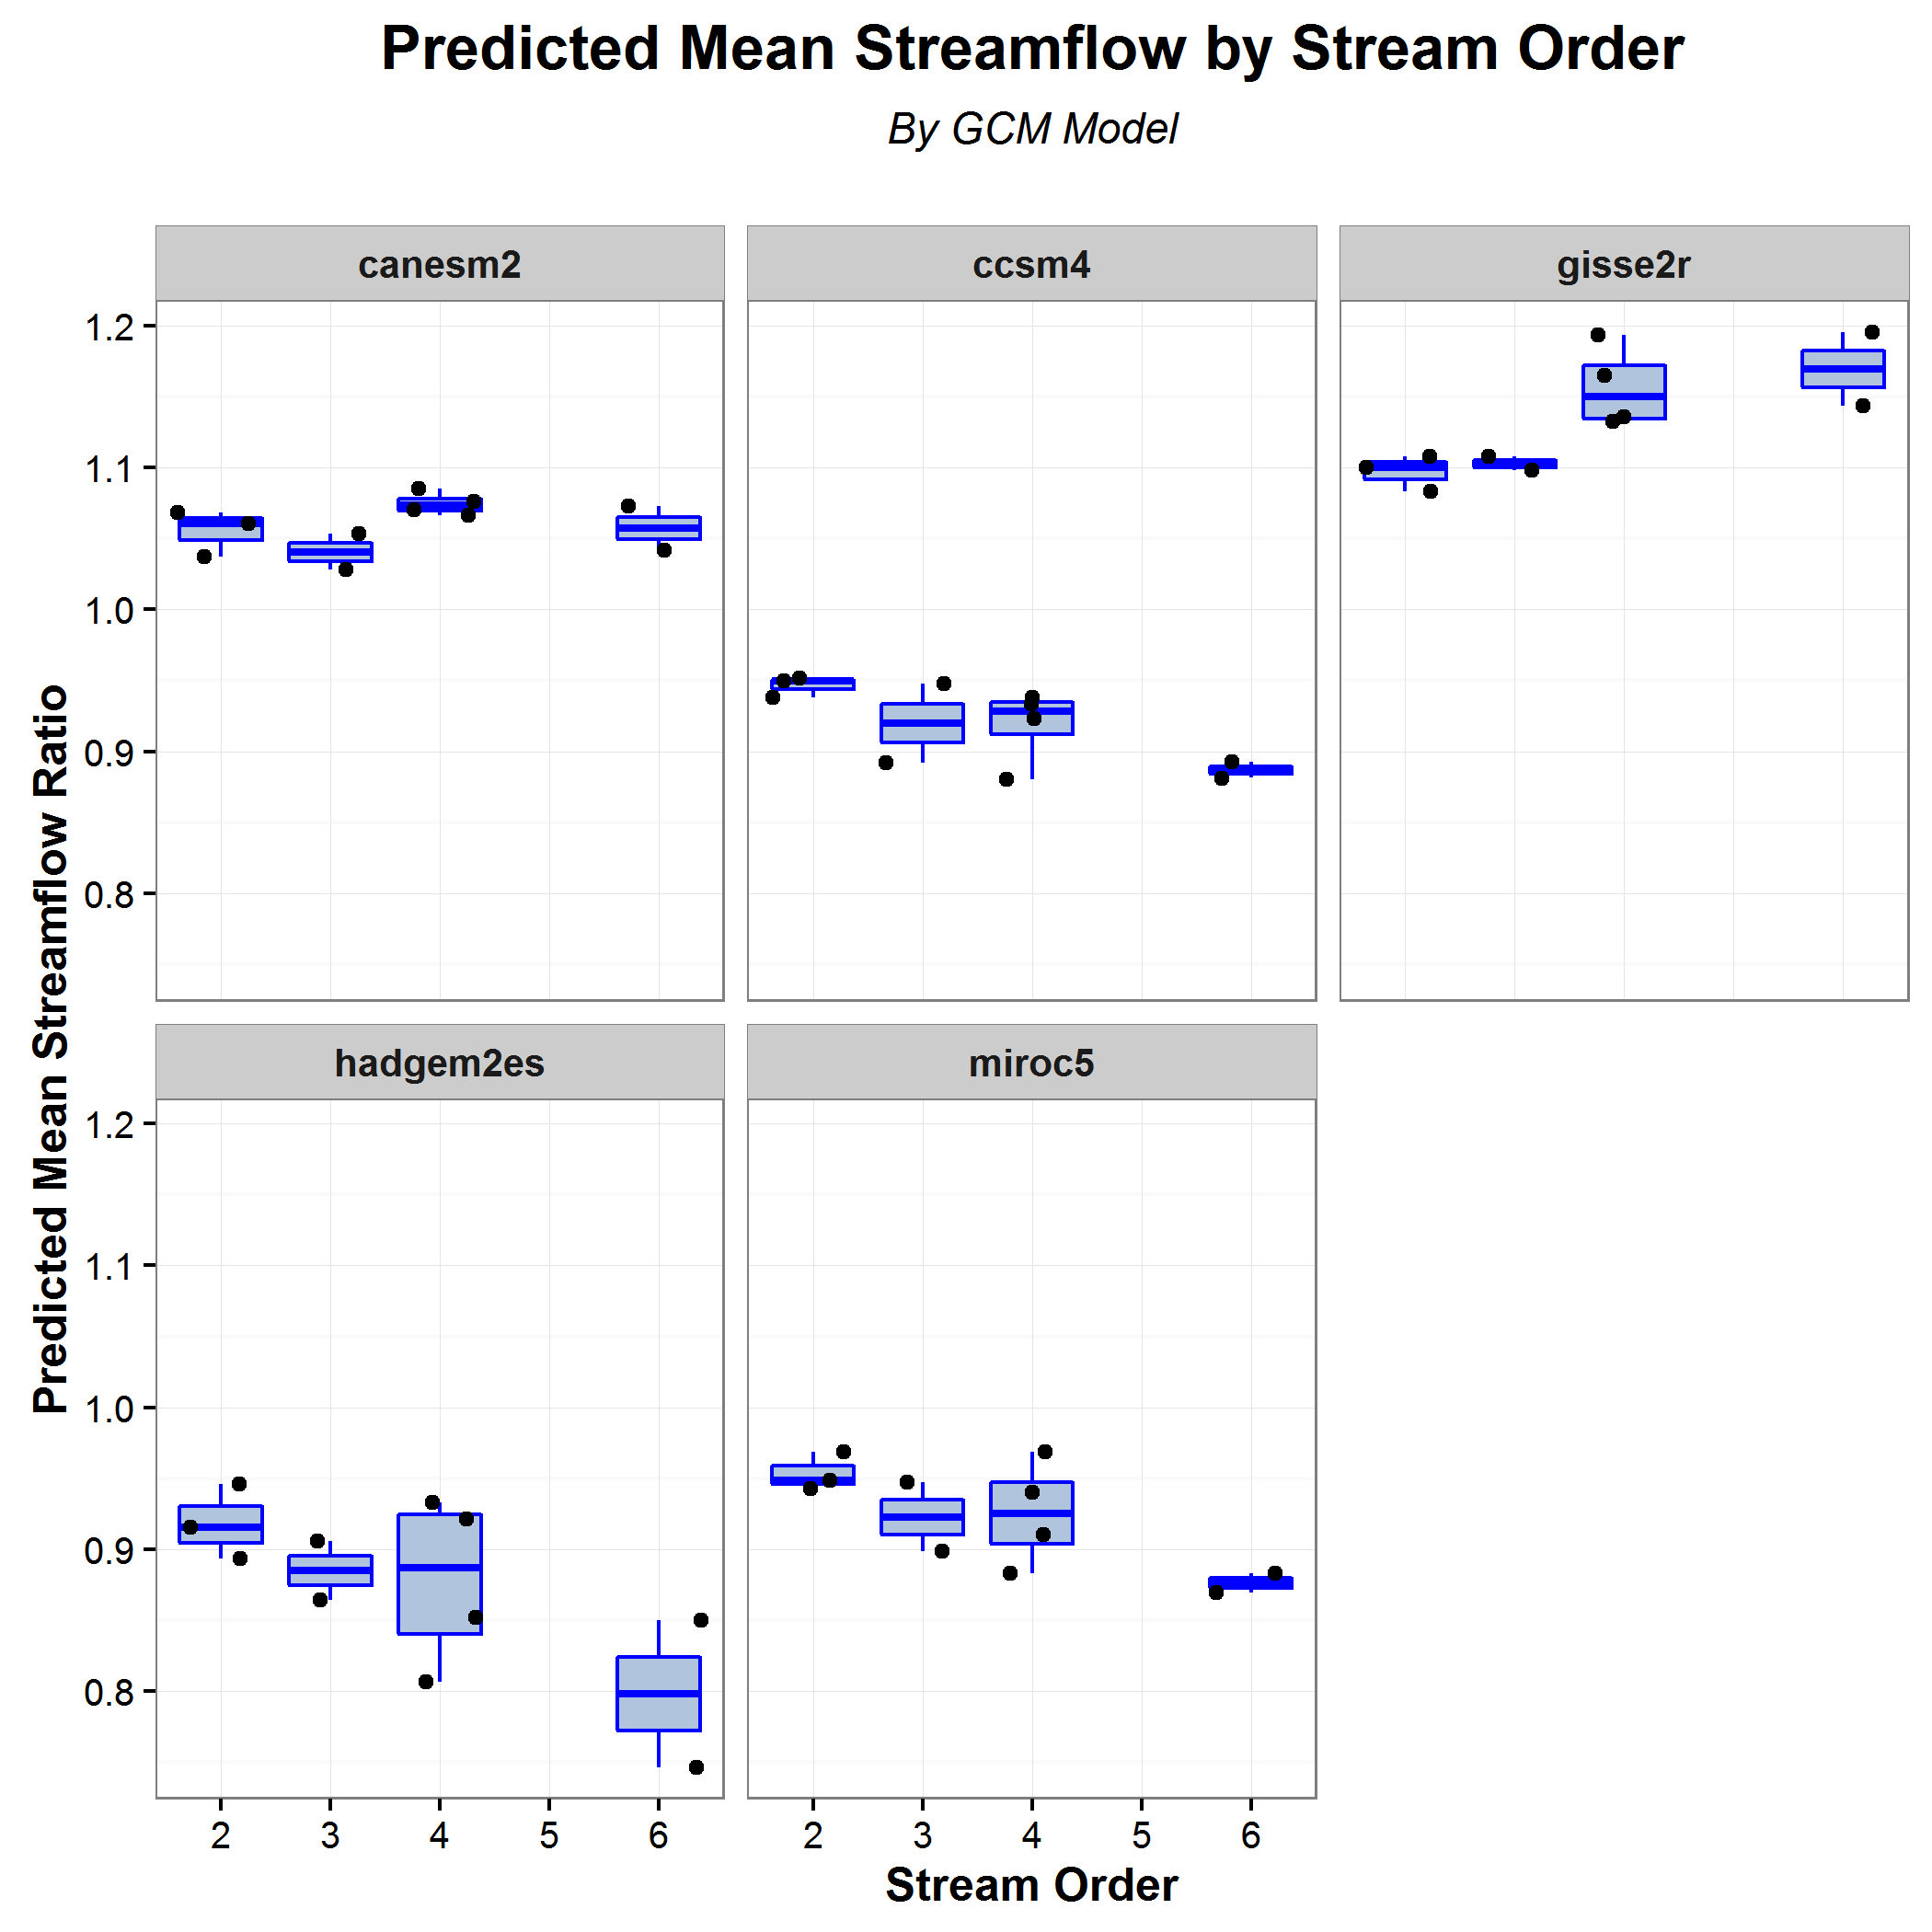 Predicted Mean Streamflow by Stream Order
By GCM Model
canesm2
ccsm4
gisse2r
1.2
1.1
1.0
0.9
0.8
Predicted Mean Streamflow Ratio
hadgem2es
miroc5
1.2
1.1
1.0
0.9
0.8
2 3 4 5 6
2 3 4 5 6
Stream Order